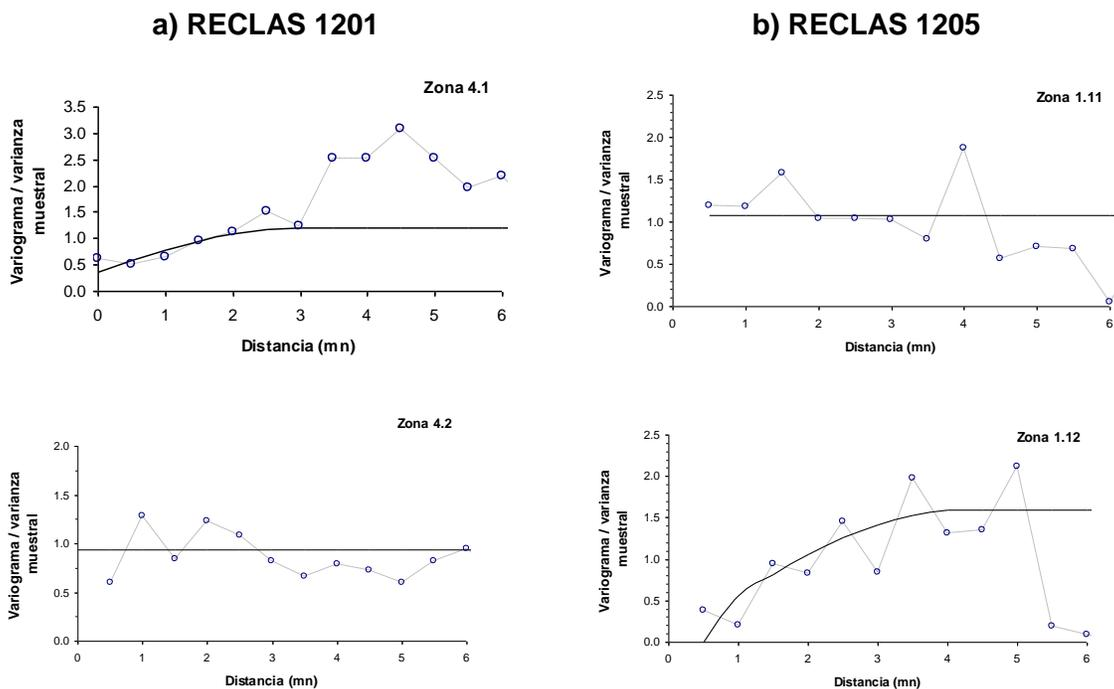 a) RECLAS 1201
b) RECLAS 1205
Zona 4.1
Variograma / varianza
muestral
3.5
3.0
2.5
2.0
1.5
1.0
0.5
0.0
0 1 2 3 4 5 6
Distancia (mn)
Zona 1.11
Variograma / varianza
muestral
2.5
2.0
1.5
1.0
0.5
0.0
0 1 2 3 4 5 6
Distancia (mn)
Zona 4.2
Variograma / varianza
muestral
2.0
1.5
1.0
0.5
0.0
0 1 2 3 4 5 6
Distancia (mn)
Zona 1.12
Variograma / varianza
muestral
2.5
2.0
1.5
1.0
0.5
0.0
0 1 2 3 4 5 6
Distancia (mn)